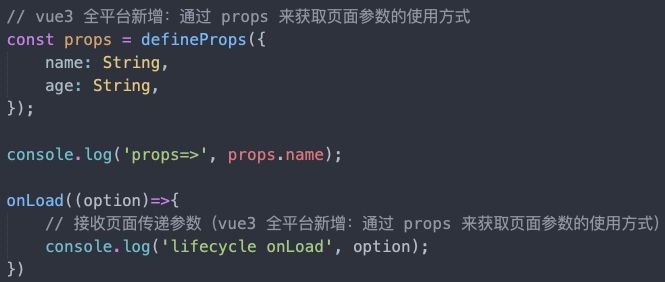 // vue3 全平台新增：通过 props 来获取页面参数的使用方式
const props = defineProps({
    name: String,
    age: String,
});

console.log('props=>', props.name);

onLoad((option)=>{
    // 接收页面传递参数（vue3 全平台新增：通过 props 来获取页面参数的使用方式）
    console.log('lifecycle onLoad', option);
})